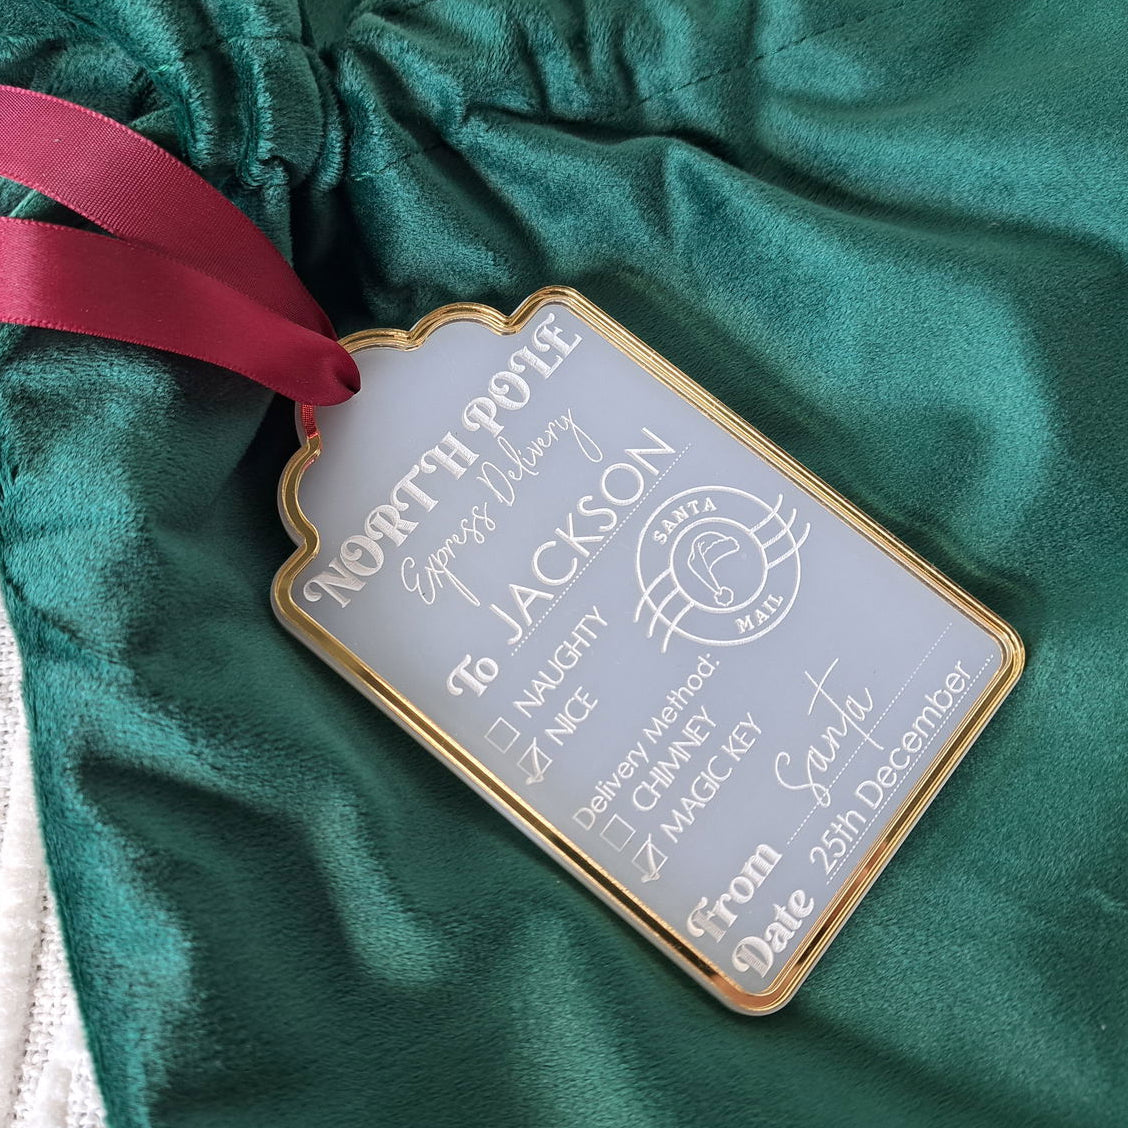 NORTH POLE
Express Delivery
To JACKSON
NAUGHTY
NICE
SANTA
MAIL
Delivery Method:
CHIMNEY
MAGIC KEY
From Santa
Date 25th December